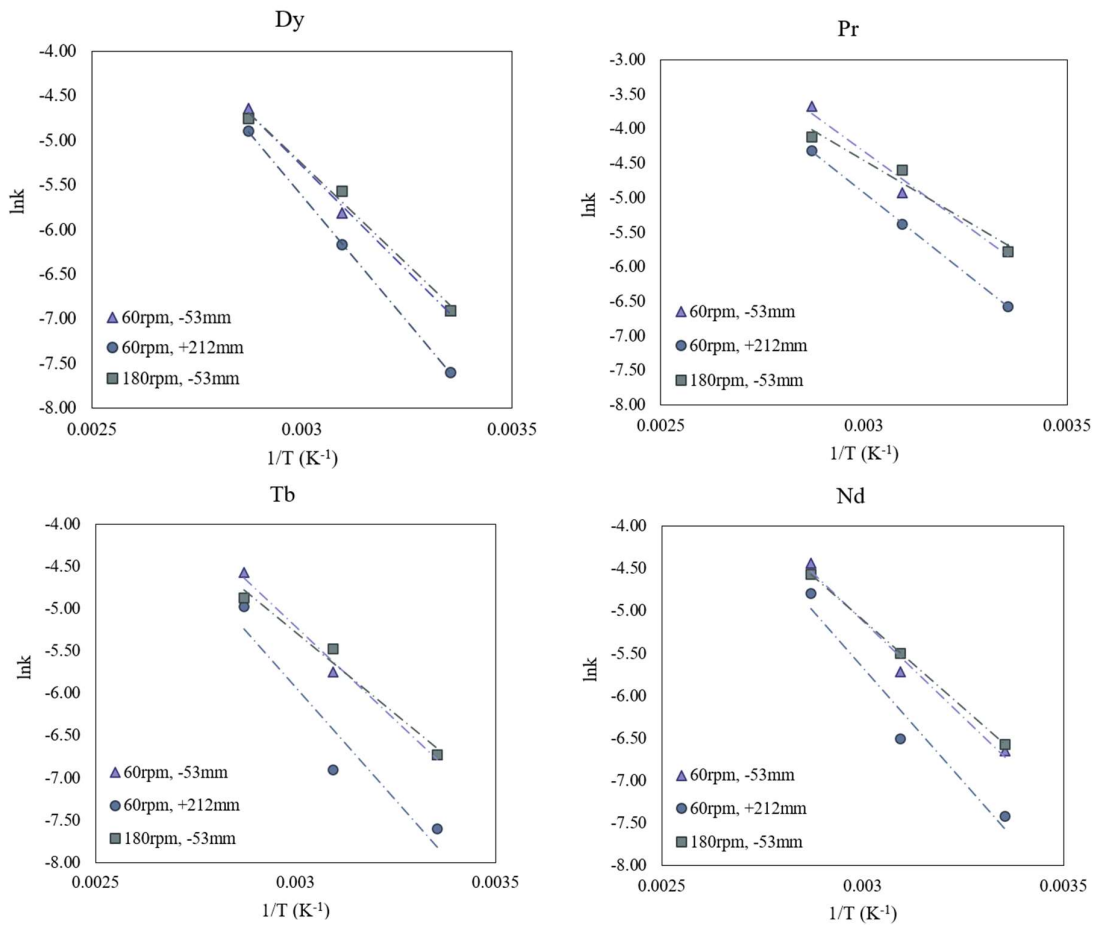 Dy
-4.00
-4.50
-5.00
-5.50
-6.00
-6.50
-7.00
-7.50
-8.00
lnk
60rpm, -53mm
60rpm, +212mm
180rpm, -53mm
0.0025
0.003
0.0035
1/T (K-1)
Pr
-3.00
-3.50
-4.00
-4.50
-5.00
-5.50
-6.00
-6.50
-7.00
-7.50
-8.00
lnk
60rpm, -53mm
60rpm, +212mm
180rpm, -53mm
0.0025
0.003
0.0035
1/T (K-1)
Tb
-4.00
-4.50
-5.00
-5.50
-6.00
-6.50
-7.00
-7.50
-8.00
lnk
60rpm, -53mm
60rpm, +212mm
180rpm, -53mm
0.0025
0.003
0.0035
1/T (K-1)
Nd
-4.00
-4.50
-5.00
-5.50
-6.00
-6.50
-7.00
-7.50
-8.00
lnk
60rpm, -53mm
60rpm, +212mm
180rpm, -53mm
0.0025
0.003
0.0035
1/T (K-1)